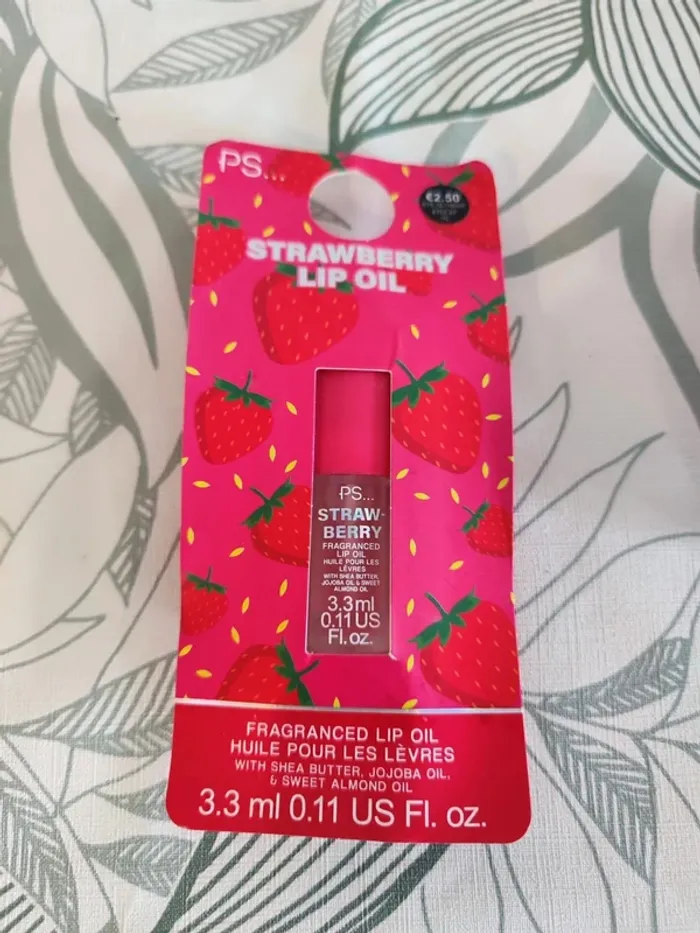 PS...
€2.50
STRAWBERRY
LIP OIL
PS...
STRAW-
BERRY
FRAGRANCED
LIP OIL
HUILE POUR LES
LÈVRES
WITH SHEA BUTTER,
JOJOBA OIL & SWEET
ALMOND OIL
3.3 ml
0.11 US
Fl. oz.
FRAGRANCED LIP OIL
HUILE POUR LES LÈVRES
WITH SHEA BUTTER, JOJOBA OIL,
& SWEET ALMOND OIL
3.3 ml 0.11 US Fl. oz.